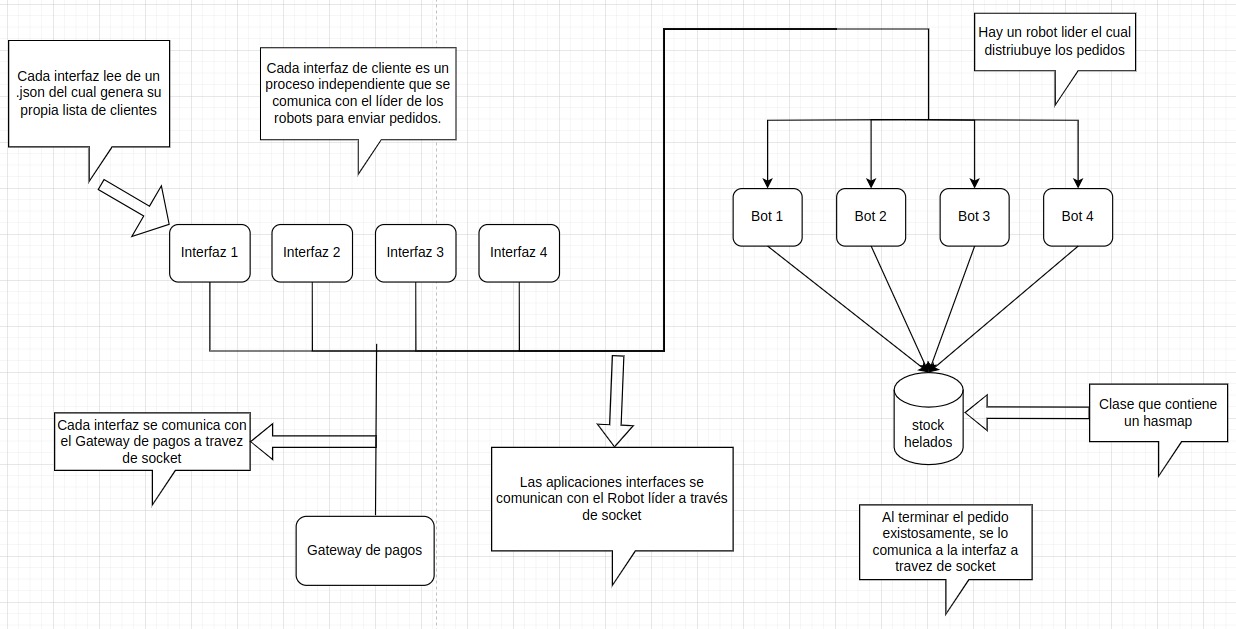 Cada interfaz lee de un
.json del cual genera su
propia lista de clientes
Cada interfaz de cliente es un
proceso independiente que se
comunica con el líder de los
robots para enviar pedidos.
Hay un robot lider el cual
distriubuye los pedidos
Interfaz 1
Interfaz 2
Interfaz 3
Interfaz 4
Bot 1
Bot 2
Bot 3
Bot 4
Cada interfaz se comunica con
el Gateway de pagos a travez
de socket
Gateway de pagos
Las aplicaciones interfaces se
comunican con el Robot líder a través
de socket
stock
helados
Clase que contiene
un hasmap
Al terminar el pedido
existosamente, se lo
comunica a la interfaz a
travez de socket